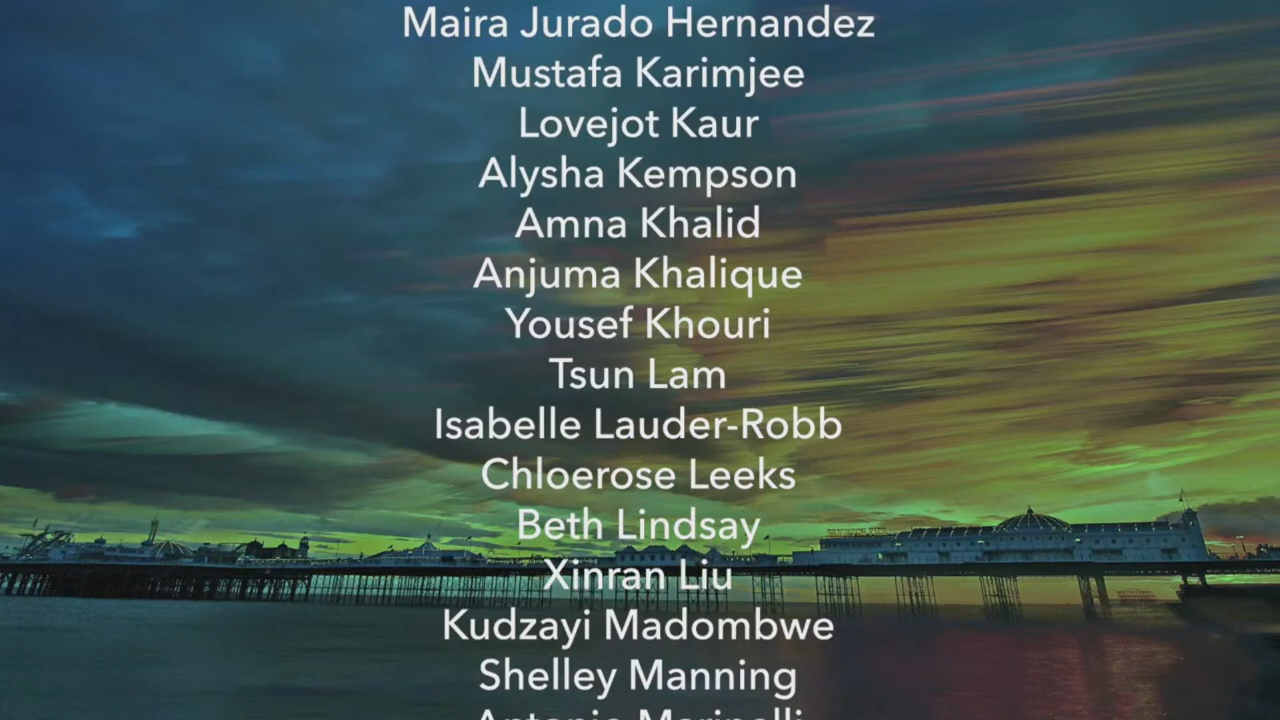 Maira Jurado Hernandez
Mustafa Karimjee
Lovejot Kaur
Alysha Kempson
Amna Khalid
Anjuma Khalique
Yousef Khouri
Tsun Lam
Isabelle Lauder-Robb
Chloerose Leeks
Beth Lindsay
Xinran Liu
Kudzayi Madombwe
Shelley Manning